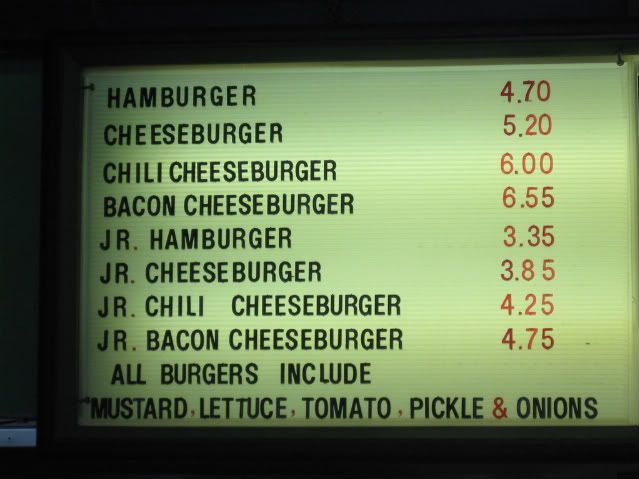 HAMBURGER 4.70
CHEESEBURGER 5.20
CHILI CHEESEBURGER 6.00
BACON CHEESEBURGER 6.55
JR. HAMBURGER 3.35
JR. CHEESEBURGER 3.85
JR. CHILI CHEESEBURGER 4.25
JR. BACON CHEESEBURGER 4.75
ALL BURGERS INCLUDE
MUSTARD, LETTUCE, TOMATO, PICKLE & ONIONS